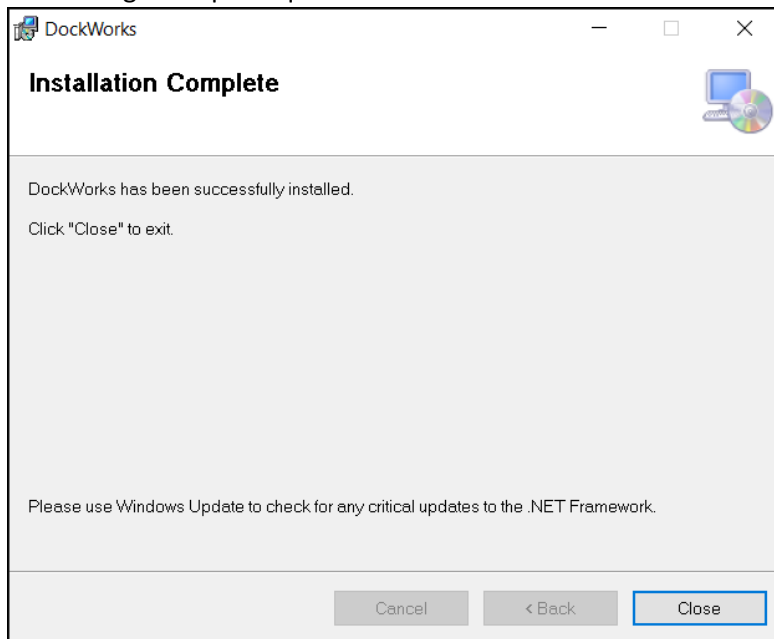 DockWorks
Installation Complete
DockWorks has been successfully installed.
Click "Close" to exit.
Please use Windows Update to check for any critical updates to the .NET Framework.
Cancel
< Back
Close